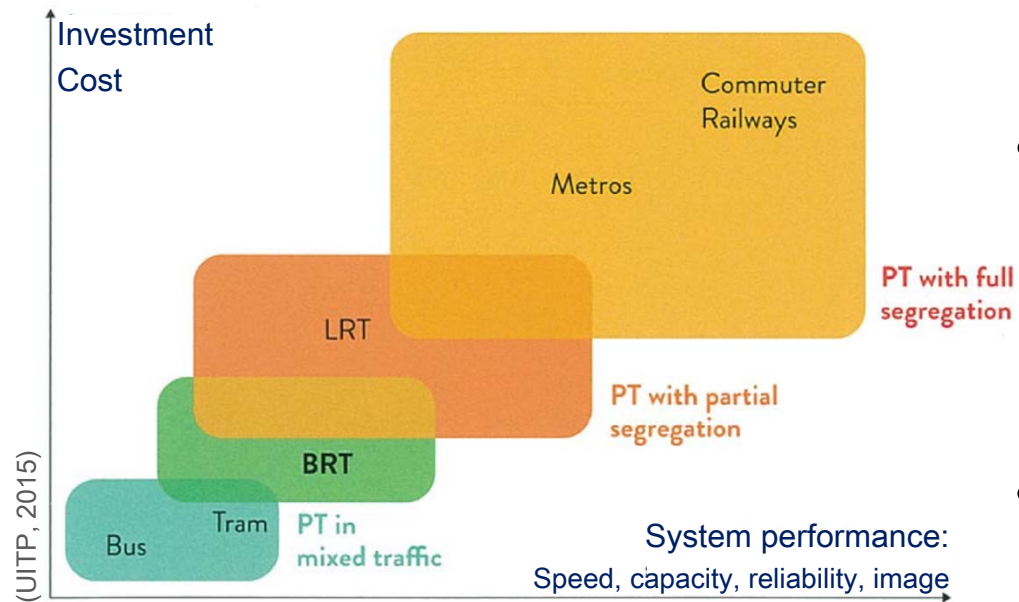 Investment
Cost
Commuter
Railways
Metros
PT with full
segregation
LRT
PT with partial
segregation
BRT
Tram
PT in
mixed traffic
Bus
System performance:
Speed, capacity, reliability, image
(UITP, 2015)